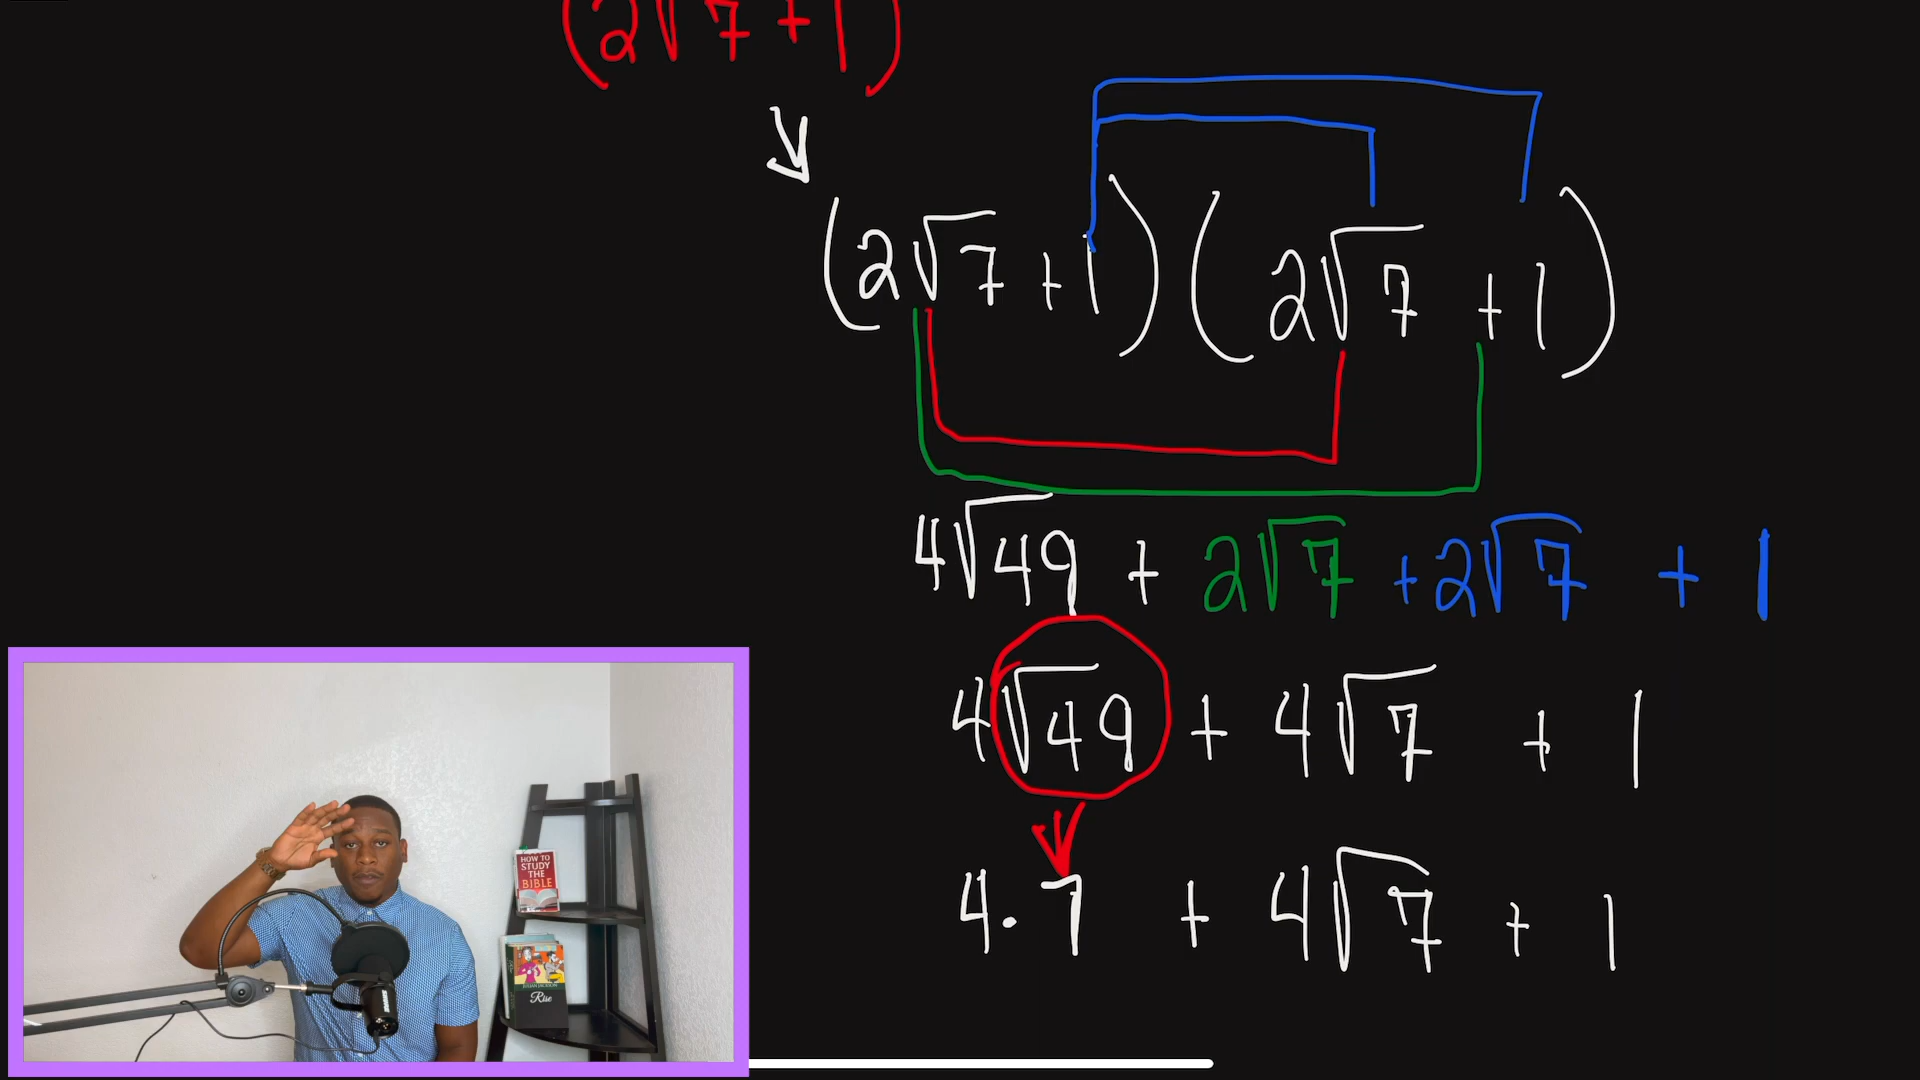 (2√7 + 1)
(2√7 + 1)(2√7 + 1)
4√49 + 2√7 + 2√7 + 1
4√49 + 4√7 + 1
4·7 + 4√7 + 1
HOW TO
STUDY
THE
BIBLE
Rise